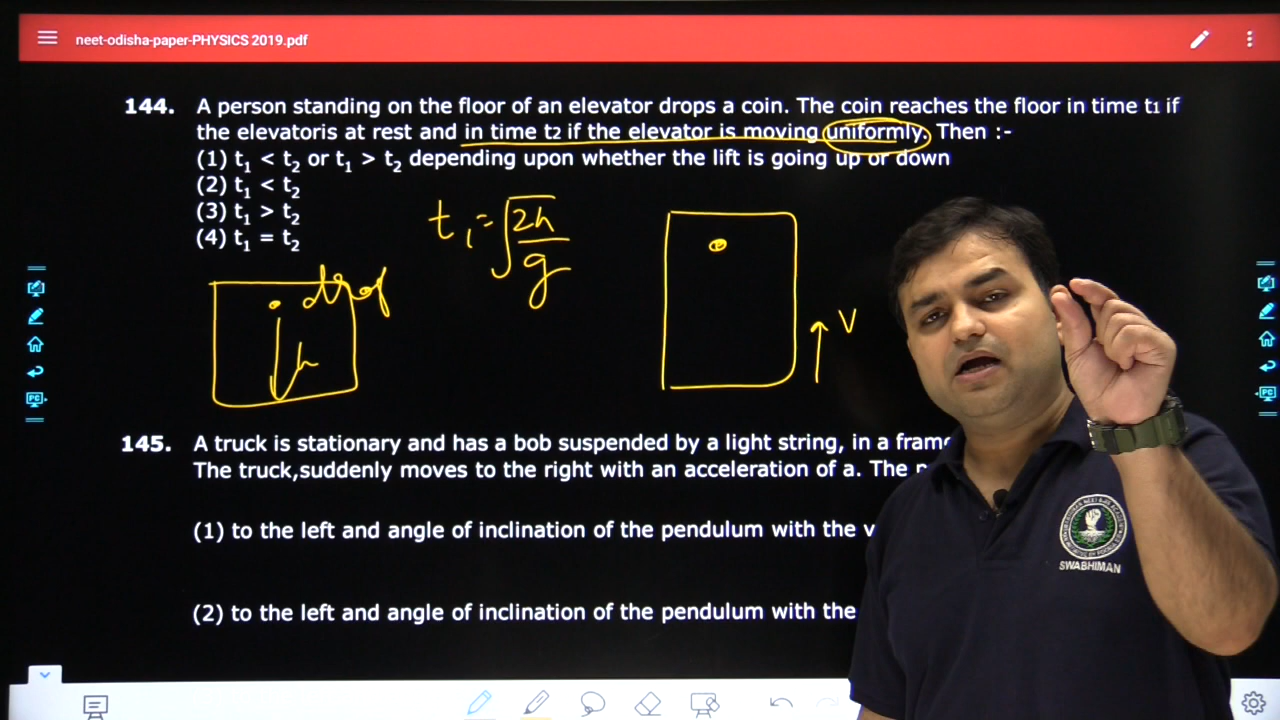 neet-odisha-paper-PHYSICS 2019.pdf
144. A person standing on the floor of an elevator drops a coin. The coin reaches the floor in time t1 if
the elevatoris at rest and in time t2 if the elevator is moving uniformly. Then :-
(1) t₁ < t₂ or t₁ > t₂ depending upon whether the lift is going up or down
(2) t₁ < t₂
(3) t₁ > t₂
(4) t₁ = t₂
t₁ = √2h/g
drop
h
V
145. A truck is stationary and has a bob suspended by a light string, in a frame
The truck,suddenly moves to the right with an acceleration of a. The
(1) to the left and angle of inclination of the pendulum with the
(2) to the left and angle of inclination of the pendulum with the
SWABHIMAN
PC
PC